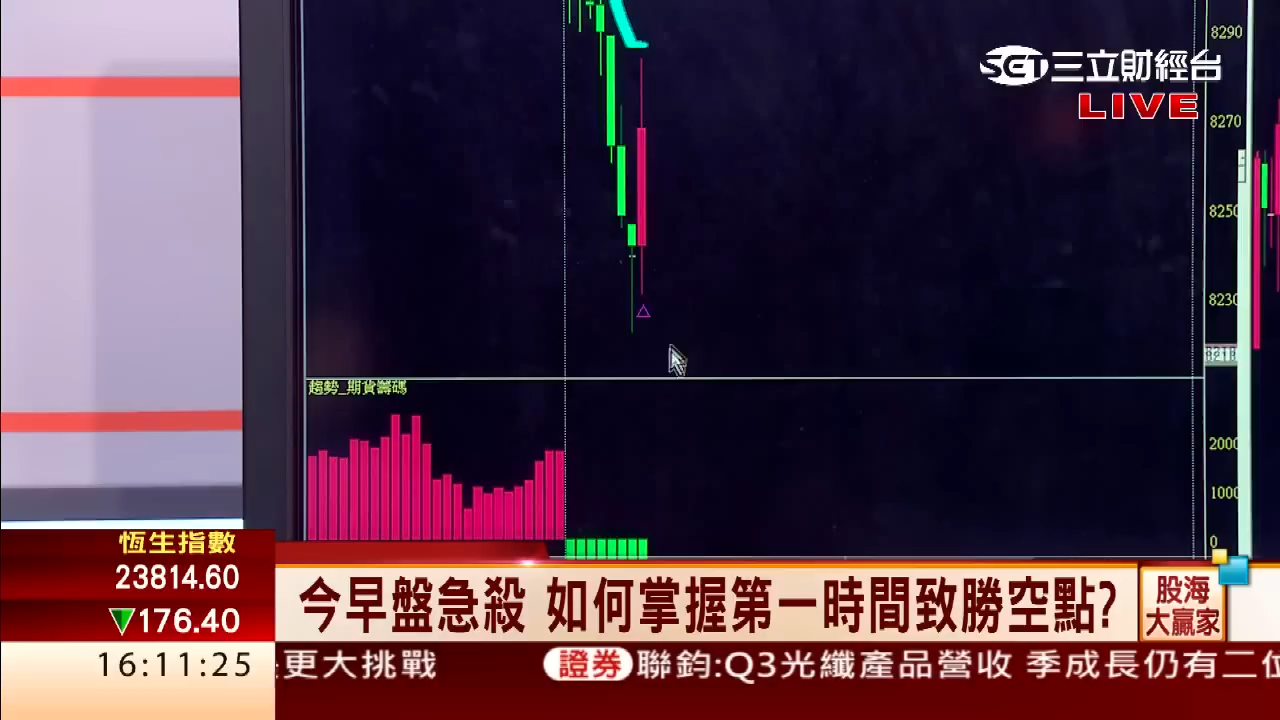 8290
SET三立財經台
LIVE
8270
8250
8230
8218
趨勢_期貨籌碼
2000
1000
0
恆生指數
23814.60
▼176.40
今早盤急殺 如何掌握第一時間致勝空點?
股海
大贏家
16:11:25
更大挑戰
證券 聯鈞:Q3光纖產品營收 季成長仍有二位